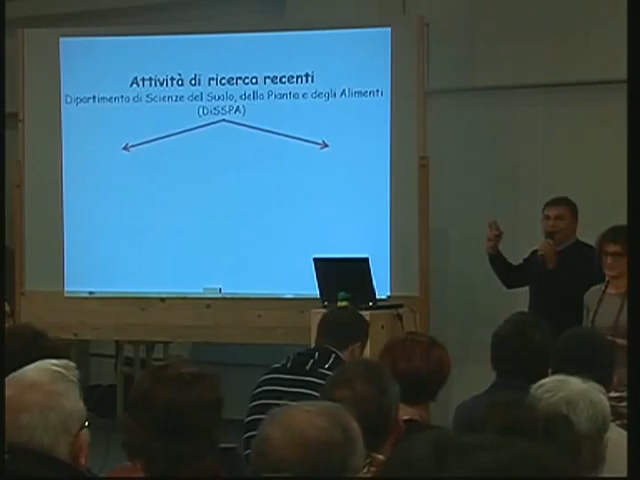 Attività di ricerca recenti
Dipartimento di Scienze del Suolo, della Pianta e degli Alimenti
(DiSSPA)